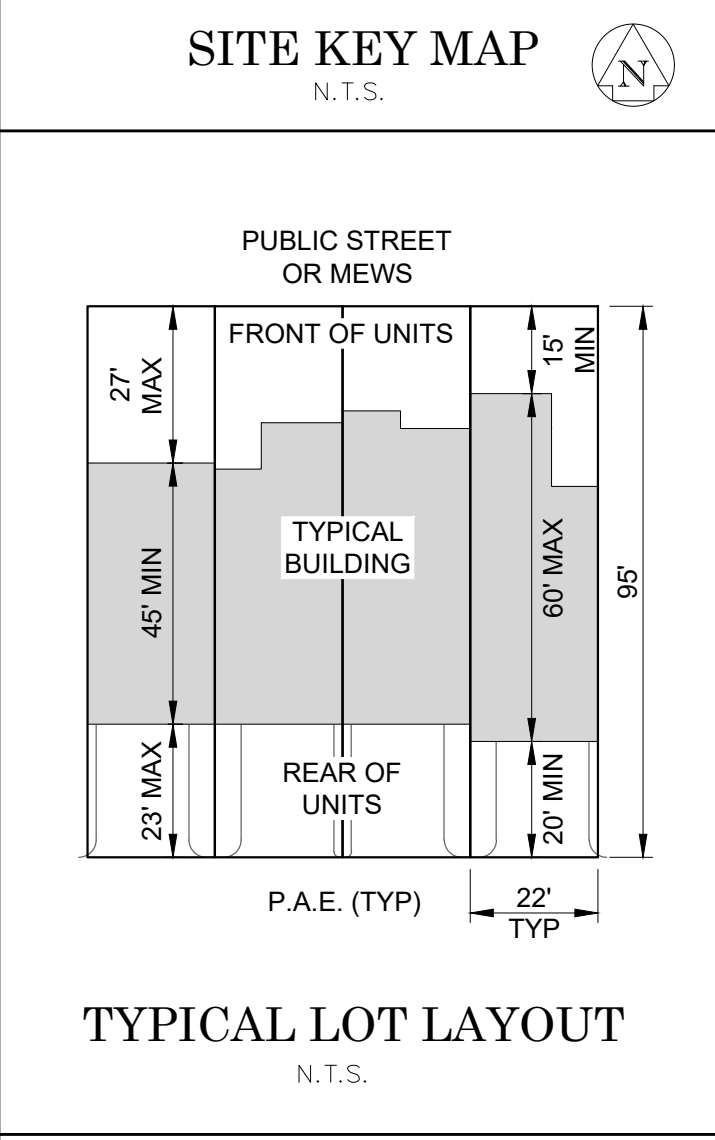 SITE KEY MAP
N.T.S.
N
PUBLIC STREET
OR MEWS
FRONT OF UNITS
27'
MAX
15'
MIN
TYPICAL
BUILDING
45' MIN
60' MAX
95'
23' MAX
REAR OF
UNITS
20' MIN
P.A.E. (TYP)
22'
TYP
TYPICAL LOT LAYOUT
N.T.S.